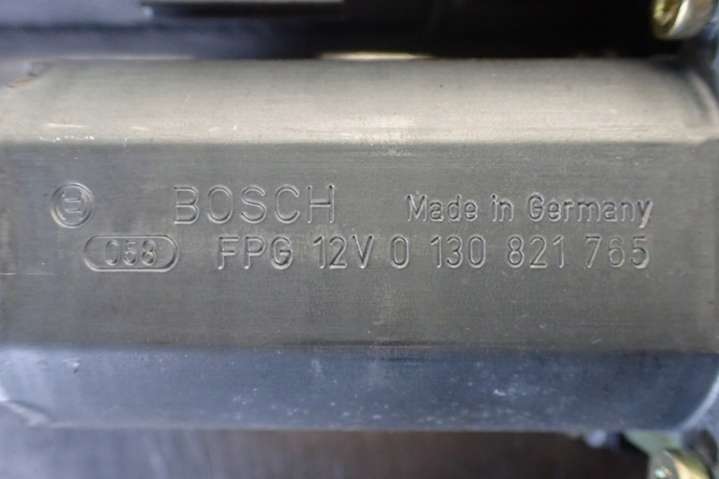 BOSCH Made in Germany
058 FPG 12V 0 130 821 765